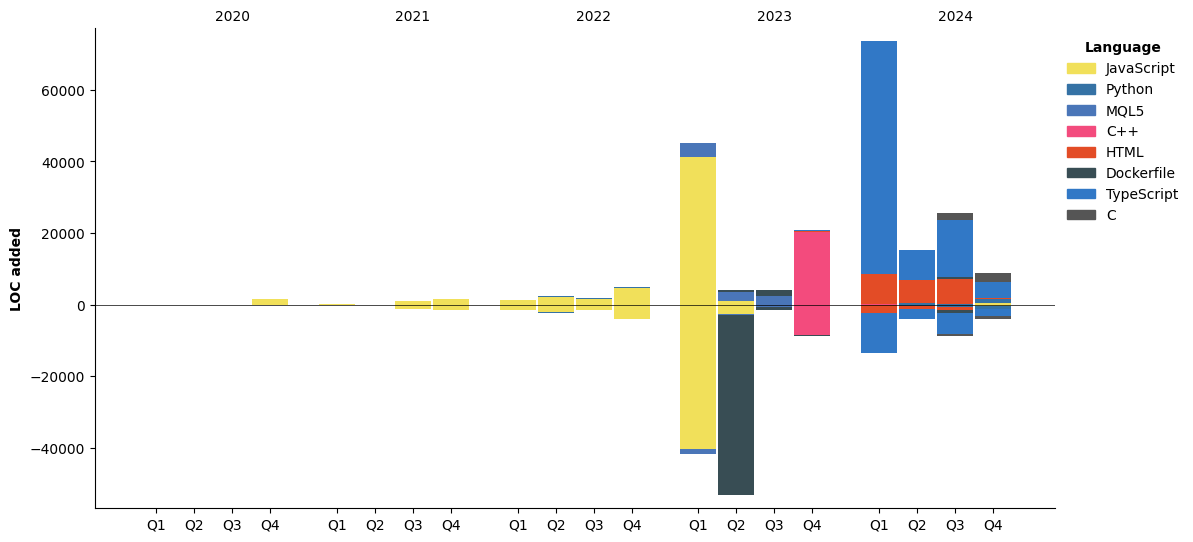 2020 2021 2022 2023 2024
Language
JavaScript
Python
MQL5
C++
HTML
Dockerfile
TypeScript
C
LOC added
60000
40000
20000
0
−20000
−40000
Q1 Q2 Q3 Q4 Q1 Q2 Q3 Q4 Q1 Q2 Q3 Q4 Q1 Q2 Q3 Q4 Q1 Q2 Q3 Q4